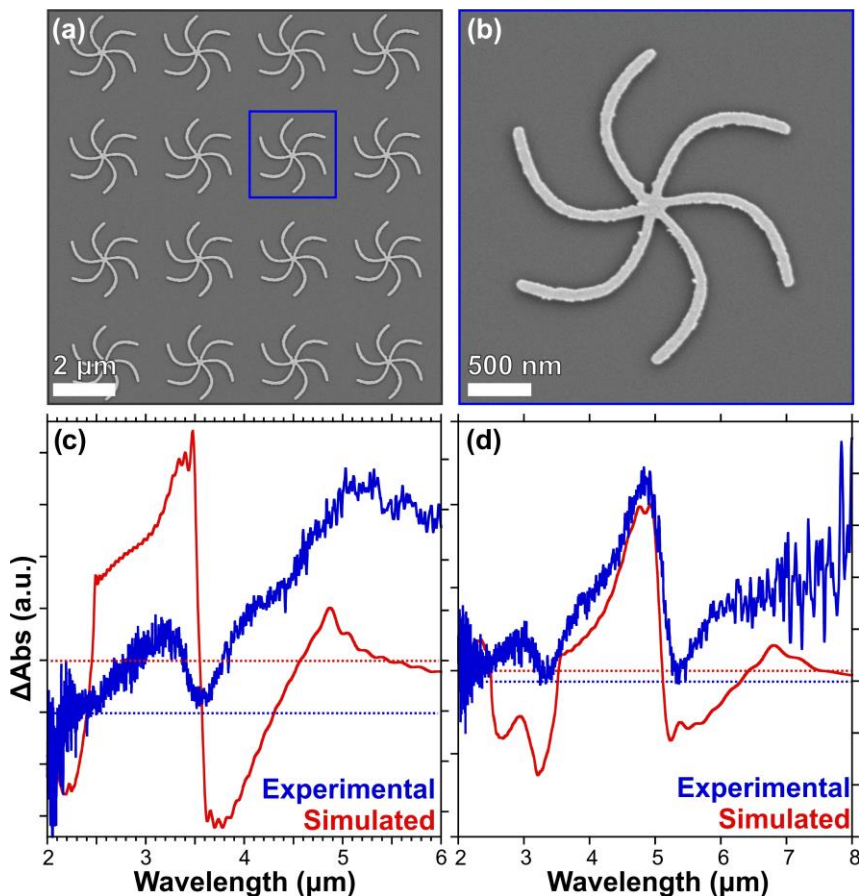 (a)
(b)
2 µm
500 nm
(c)
(d)
ΔAbs (a.u.)
Experimental
Simulated
Experimental
Simulated
2 3 4 5 6
2 3 4 5 6 7 8
Wavelength (µm)
Wavelength (µm)